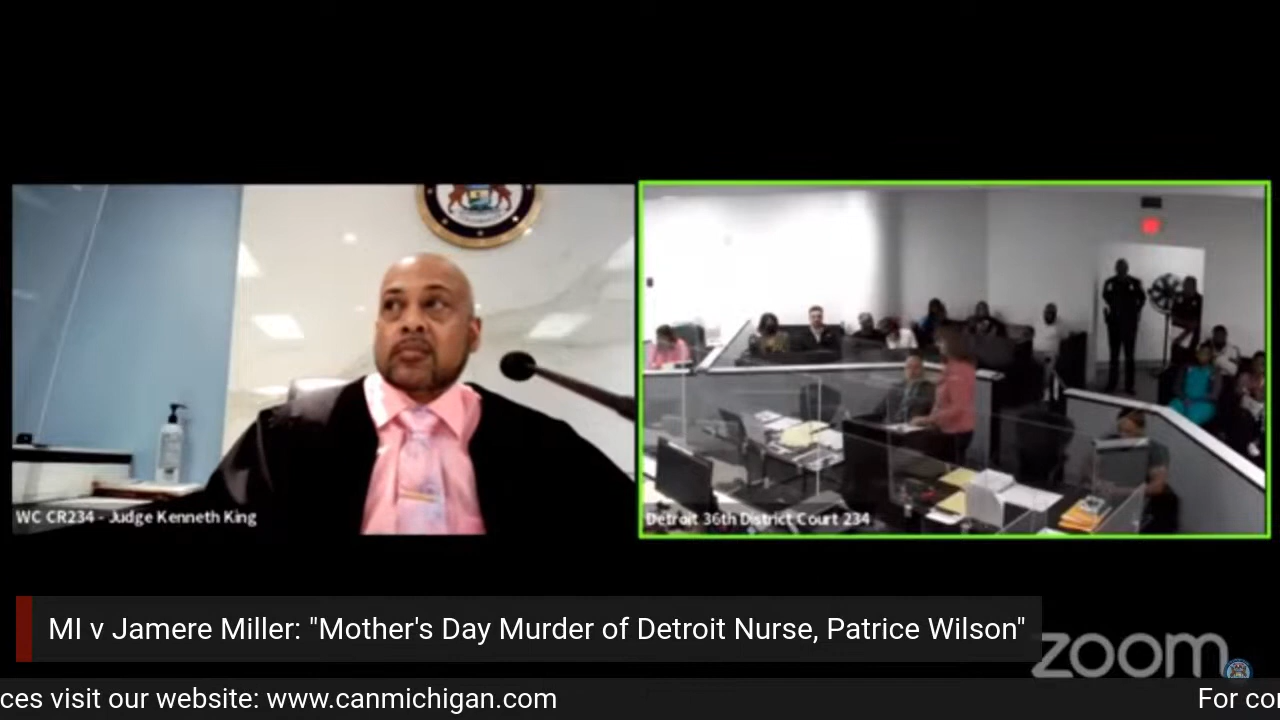 WC CR234 - Judge Kenneth King
Detroit 36th District Court 234
MI v Jamere Miller: "Mother's Day Murder of Detroit Nurse, Patrice Wilson"
zoom
ces visit our website: www.canmichigan.com
For co